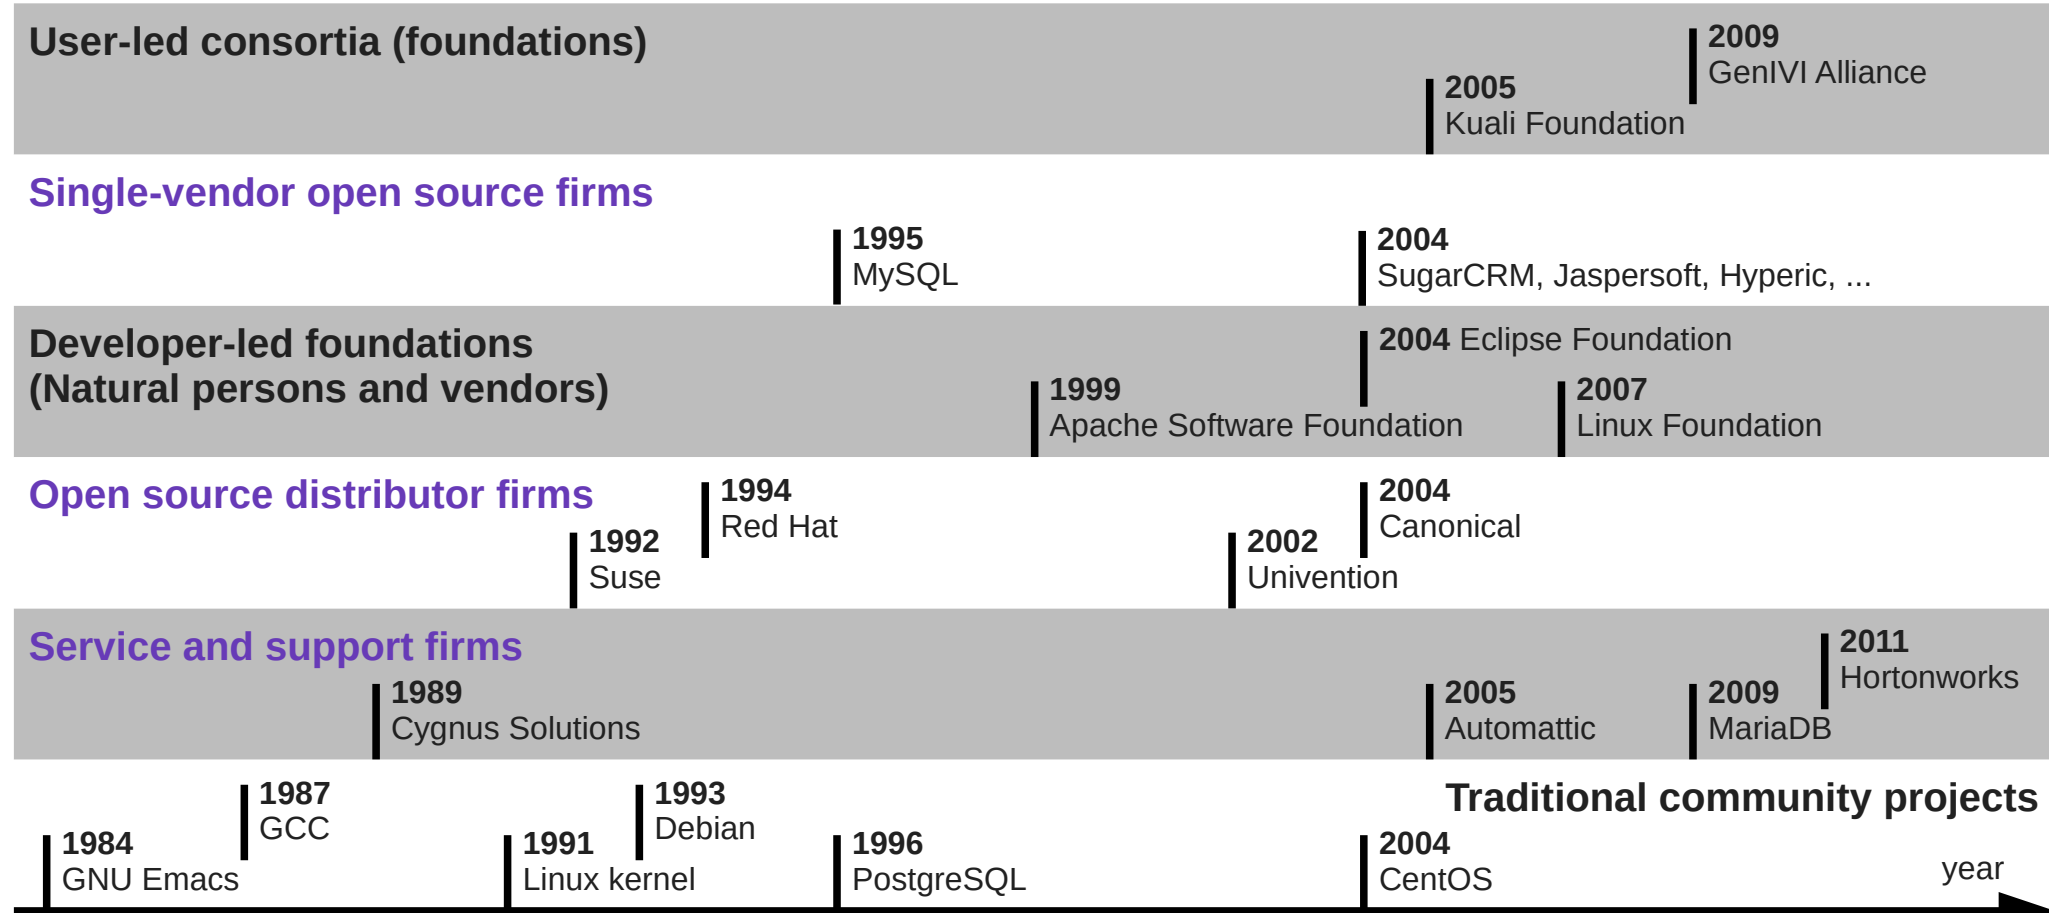 User-led consortia (foundations)
2009
GenIVI Alliance
2005
Kuali Foundation
Single-vendor open source firms
1995
MySQL
2004
SugarCRM, Jaspersoft, Hyperic, ...
Developer-led foundations
(Natural persons and vendors)
2004 Eclipse Foundation
1999
Apache Software Foundation
2007
Linux Foundation
Open source distributor firms
1994
Red Hat
2004
Canonical
1992
Suse
2002
Univention
Service and support firms
2011
Hortonworks
1989
Cygnus Solutions
2005
Automattic
2009
MariaDB
Traditional community projects
1987
GCC
1993
Debian
1984
GNU Emacs
1991
Linux kernel
1996
PostgreSQL
2004
CentOS
year